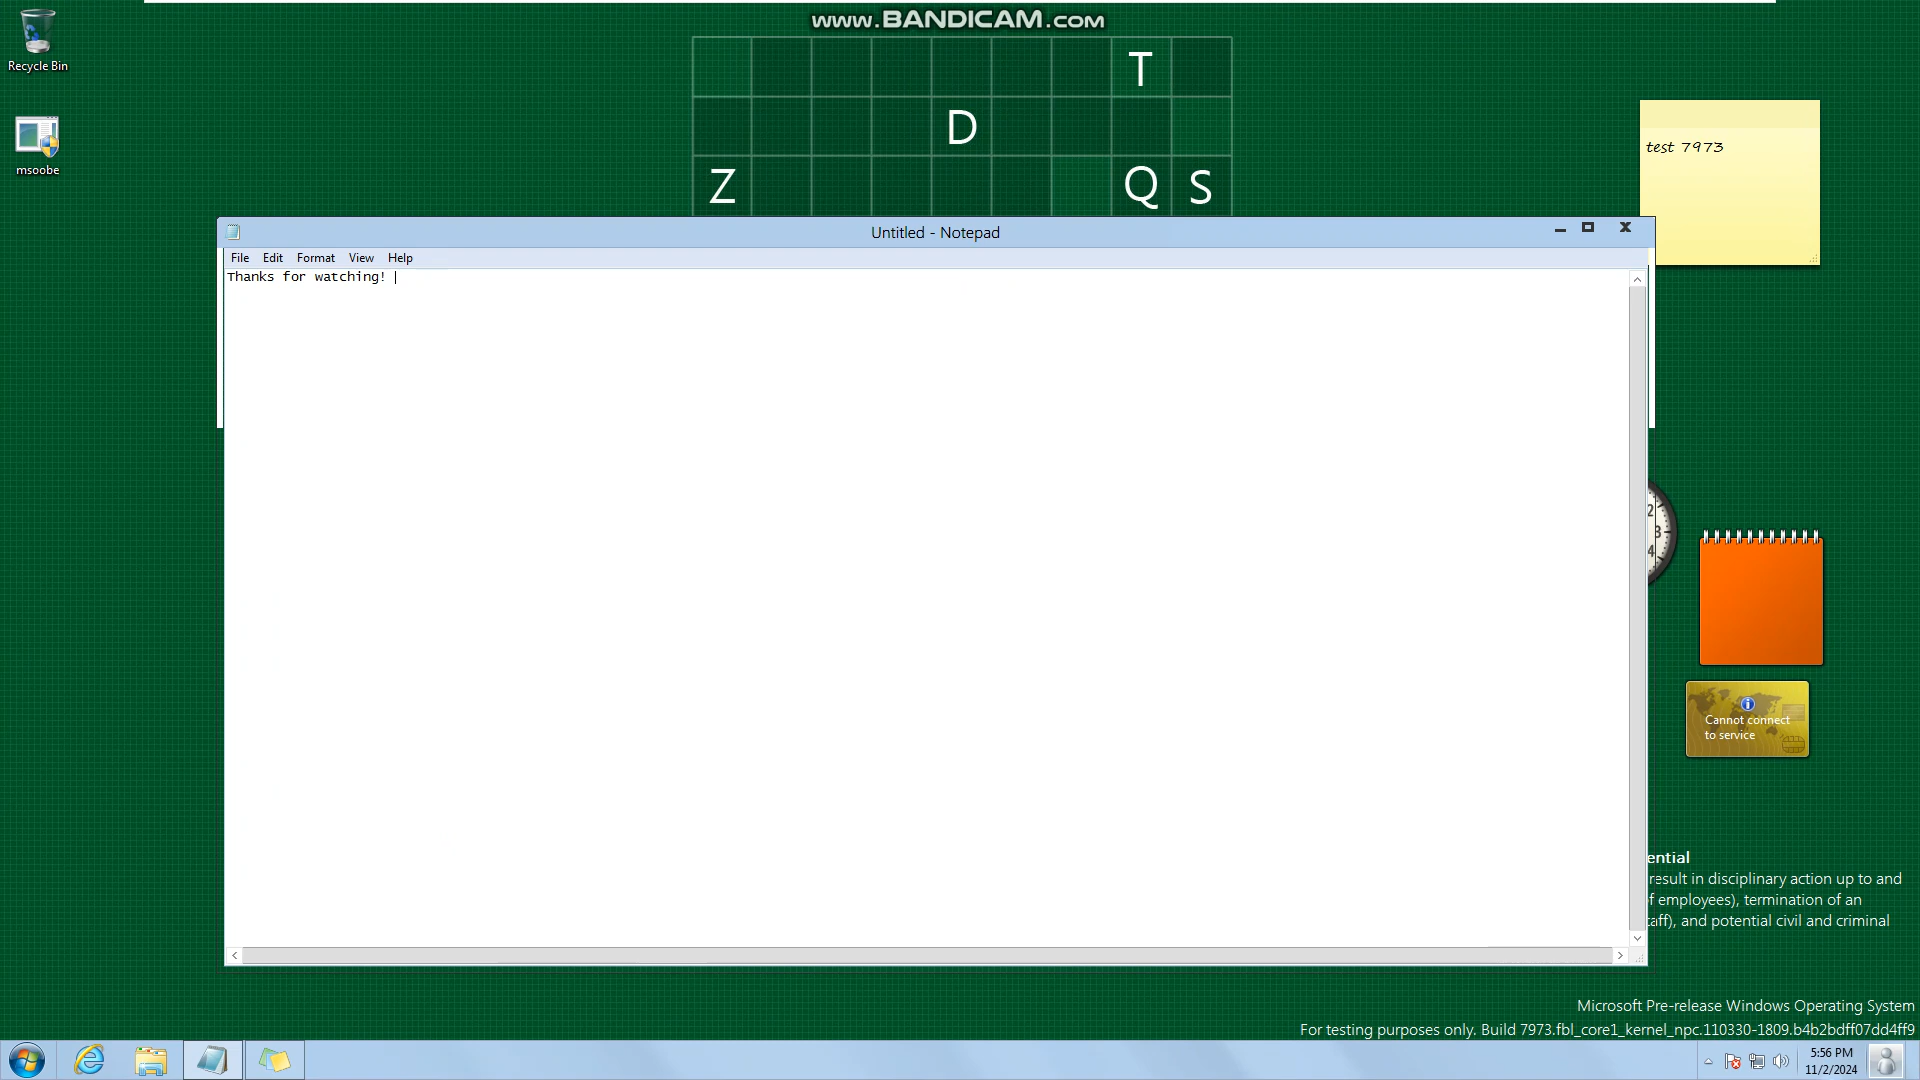 www.BANDICAM.com
Recycle Bin
T
D
Z Q S
msoobe
test 7973
Untitled - Notepad
File Edit Format View Help
Thanks for watching!
2
3
4
Cannot connect
to service
ential
result in disciplinary action up to and
f employees), termination of an
aff), and potential civil and criminal
Microsoft Pre-release Windows Operating System
For testing purposes only. Build 7973.fbl_core1_kernel_npc.110330-1809.b4b2bdff07dd4ff9
5:56 PM
11/2/2024